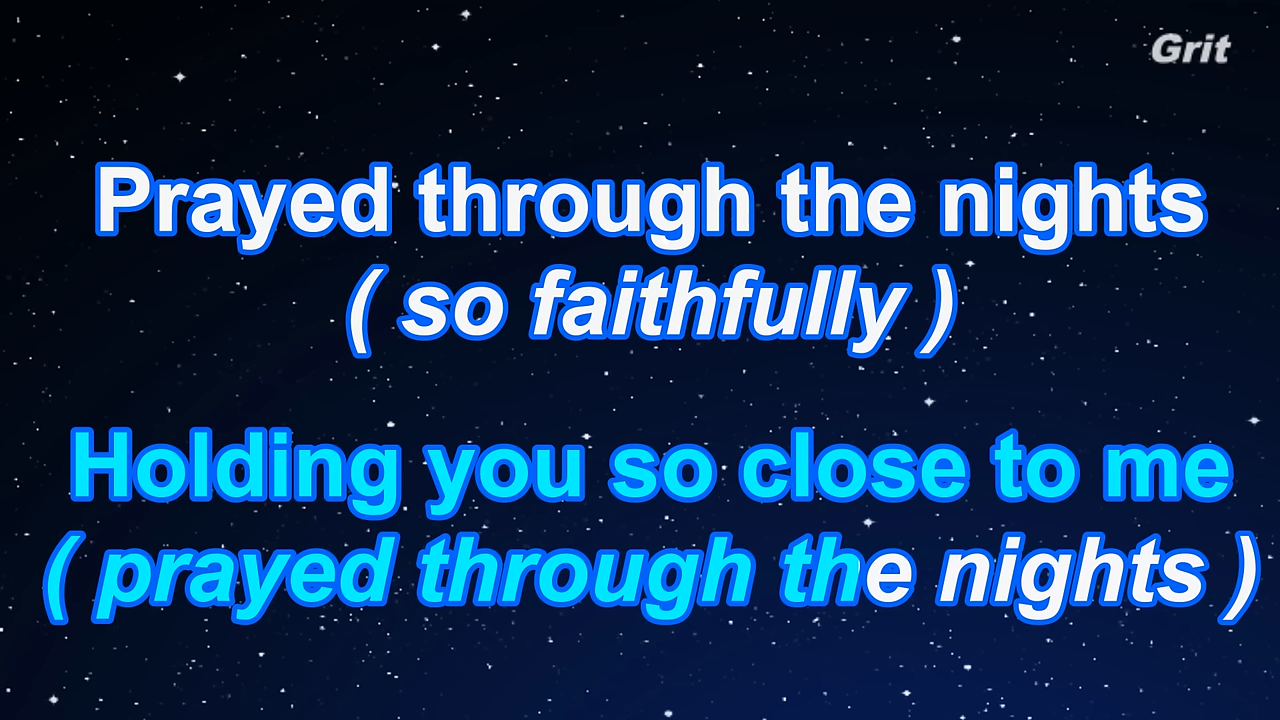 Grit
Prayed through the nights
( so faithfully )
Holding you so close to me
( prayed through the nights )